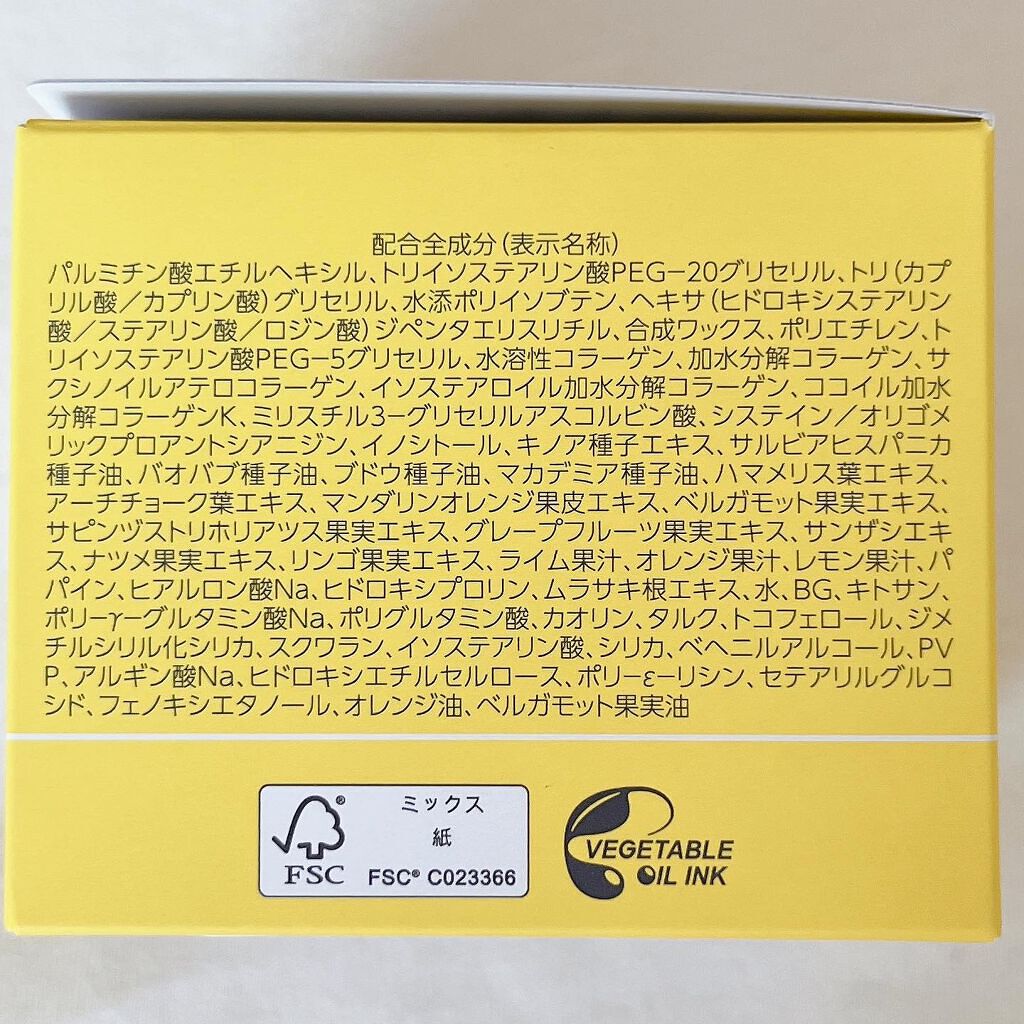 配合全成分(表示名称)
パルミチン酸エチルヘキシル、トリイソステアリン酸PEG−20グリセリル、トリ(カプ
リル酸/カプリン酸)グリセリル、水添ポリイソブテン、ヘキサ(ヒドロキシステアリン
酸/ステアリン酸/ロジン酸)ジペンタエリスリチル、合成ワックス、ポリエチレン、ト
リイソステアリン酸PEG−5グリセリル、水溶性コラーゲン、加水分解コラーゲン、サ
クシノイルアテロコラーゲン、イソステアロイル加水分解コラーゲン、ココイル加水
分解コラーゲンK、ミリスチル3−グリセリルアスコルビン酸、システイン/オリゴメ
リックプロアントシアニジン、イノシトール、キノア種子エキス、サルビアヒスパニカ
種子油、バオバブ種子油、ブドウ種子油、マカデミア種子油、ハマメリス葉エキス、
アーチチョーク葉エキス、マンダリンオレンジ果皮エキス、ベルガモット果実エキス、
サピンヅストリホリアツス果実エキス、グレープフルーツ果実エキス、サンザシエキ
ス、ナツメ果実エキス、リンゴ果実エキス、ライム果汁、オレンジ果汁、レモン果汁、パ
パイン、ヒアルロン酸Na、ヒドロキシプロリン、ムラサキ根エキス、水、BG、キトサン、
ポリ−γ−グルタミン酸Na、ポリグルタミン酸、カオリン、タルク、トコフェロール、ジメ
チルシリル化シリカ、スクワラン、イソステアリン酸、シリカ、ベヘニルアルコール、PV
P、アルギン酸Na、ヒドロキシエチルセルロース、ポリ−ε−リシン、セテアリルグルコ
シド、フェノキシエタノール、オレンジ油、ベルガモット果実油
ミックス
紙
FSC
FSC® C023366
VEGETABLE
OIL INK